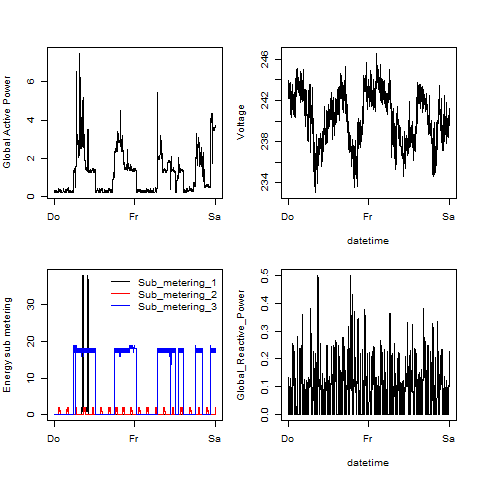 Global Active Power
0 2 4 6
Do Fr Sa
Voltage
234 238 242 246
Do Fr Sa
datetime
Energy sub metering
0 10 20 30
Sub_metering_1
Sub_metering_2
Sub_metering_3
Do Fr Sa
Global_Reactive_Power
0.0 0.1 0.2 0.3 0.4 0.5
Do Fr Sa
datetime